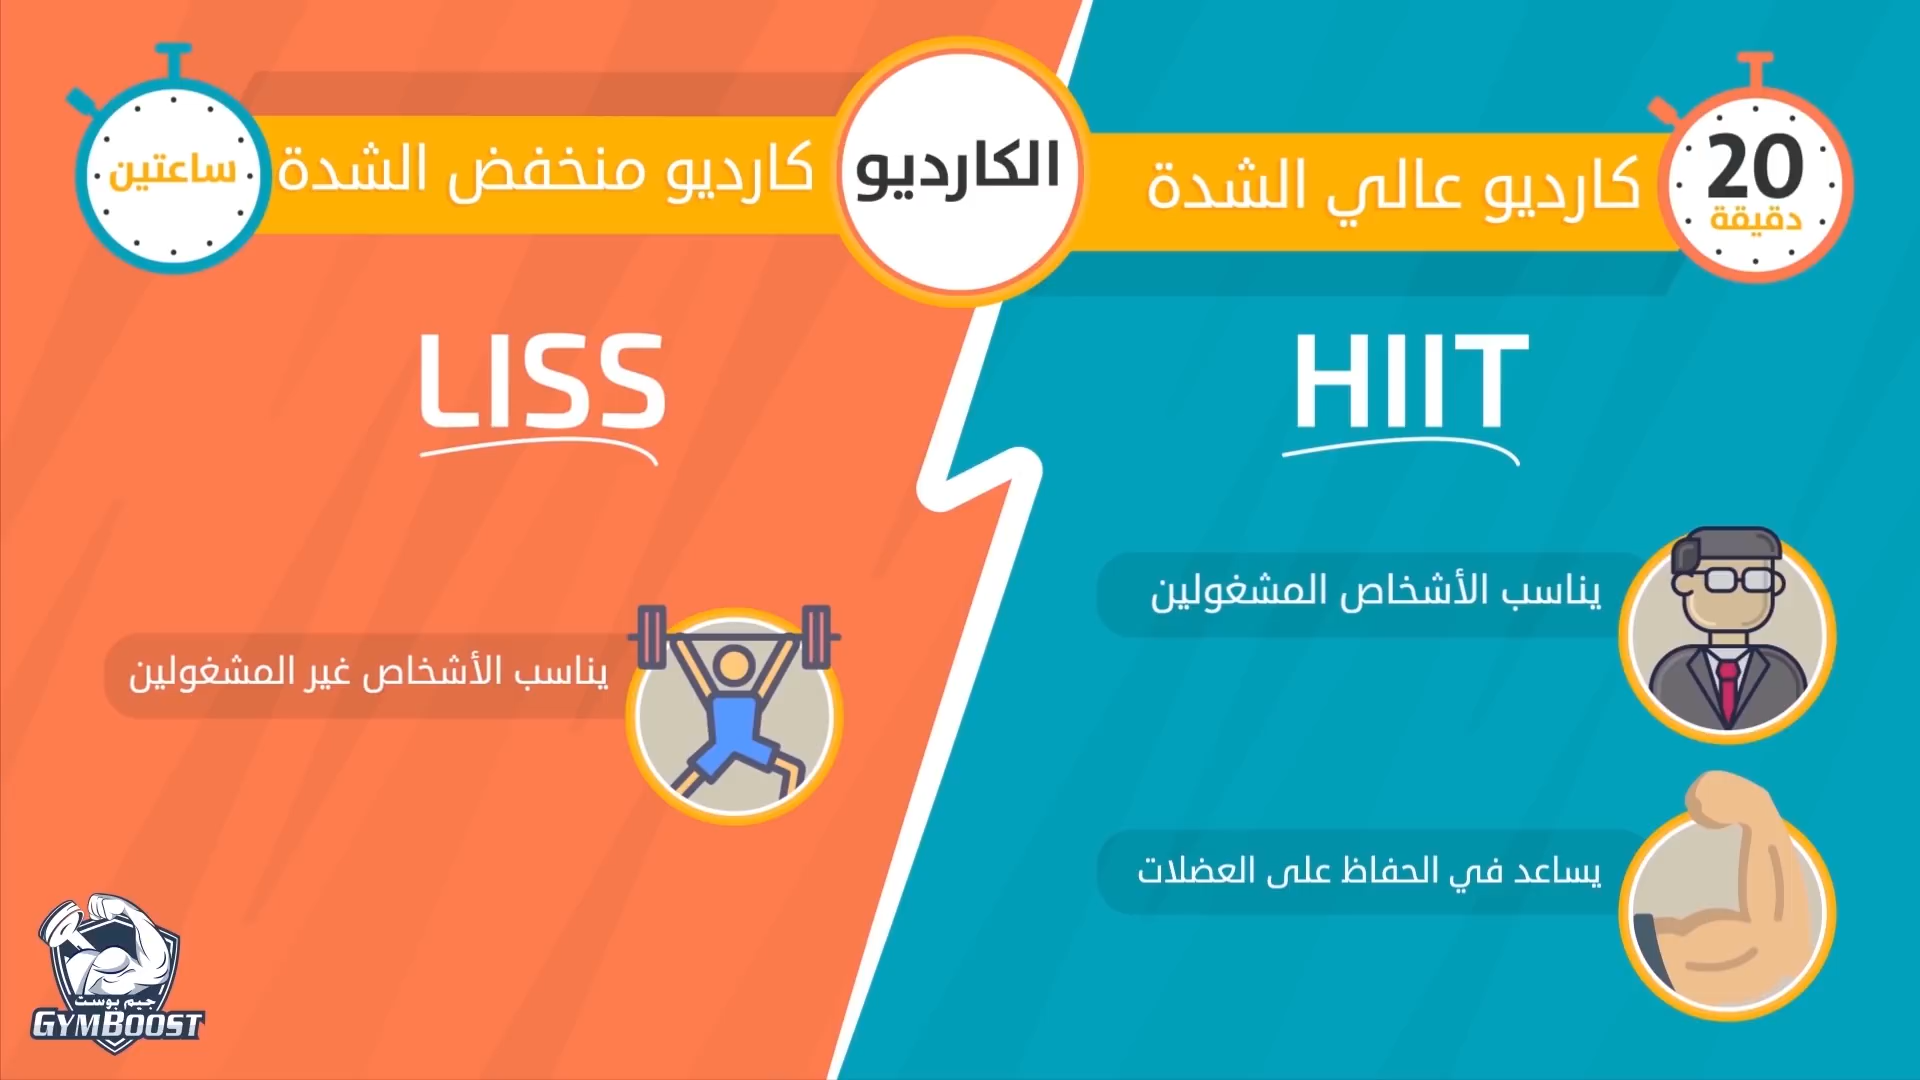 الكارديو
20
دقيقة
كارديو عالي الشدة
HIIT
يناسب الأشخاص المشغولين
يساعد في الحفاظ على العضلات
كارديو منخفض الشدة
ساعتين
LISS
يناسب الأشخاص غير المشغولين
جيم بوست
GYMBOOST